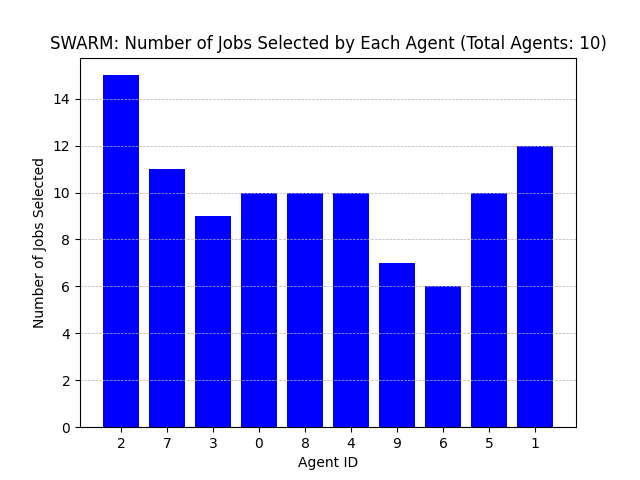 SWARM: Number of Jobs Selected by Each Agent (Total Agents: 10)
Number of Jobs Selected
14
12
10
8
6
4
2
0
2 7 3 0 8 4 9 6 5 1
Agent ID